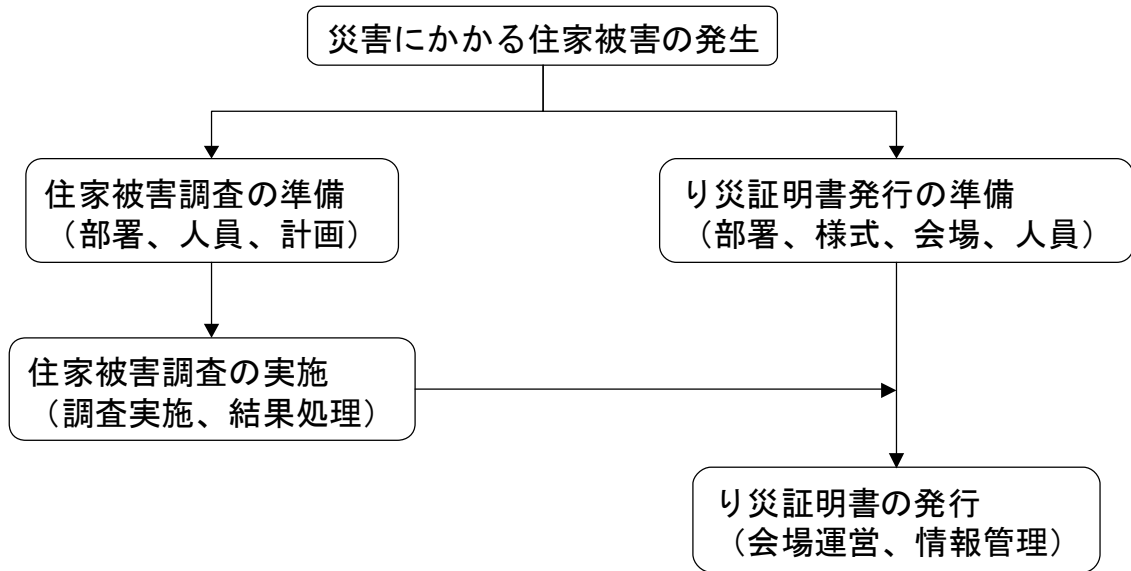 災害にかかる住家被害の発生
住家被害調査の準備
（部署、人員、計画）
り災証明書発行の準備
（部署、様式、会場、人員）
住家被害調査の実施
（調査実施、結果処理）
り災証明書の発行
（会場運営、情報管理）